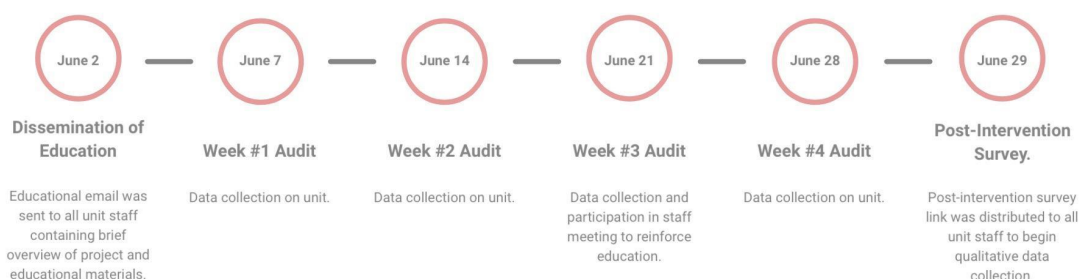 June 2
June 7
June 14
June 21
June 28
June 29
Dissemination of
Education
Week #1 Audit
Week #2 Audit
Week #3 Audit
Week #4 Audit
Post-Intervention
Survey.
Educational email was
sent to all unit staff
containing brief
overview of project and
educational materials.
Data collection on unit.
Data collection on unit.
Data collection and
participation in staff
meeting to reinforce
education.
Data collection on unit.
Post-intervention survey
link was distributed to all
unit staff to begin
qualitative data
collection